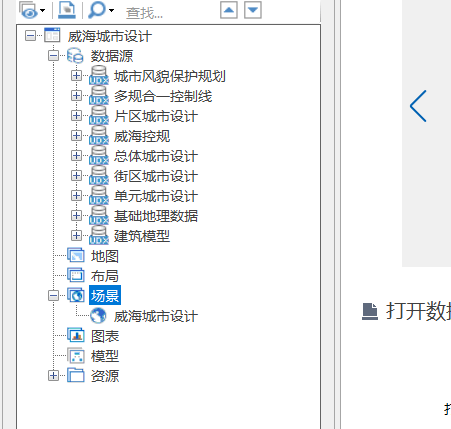 查找...
威海城市设计
数据源
城市风貌保护规划
多规合一控制线
片区城市设计
威海控规
总体城市设计
街区城市设计
单元城市设计
基础地理数据
建筑模型
地图
布局
场景
威海城市设计
图表
模型
资源
打开数